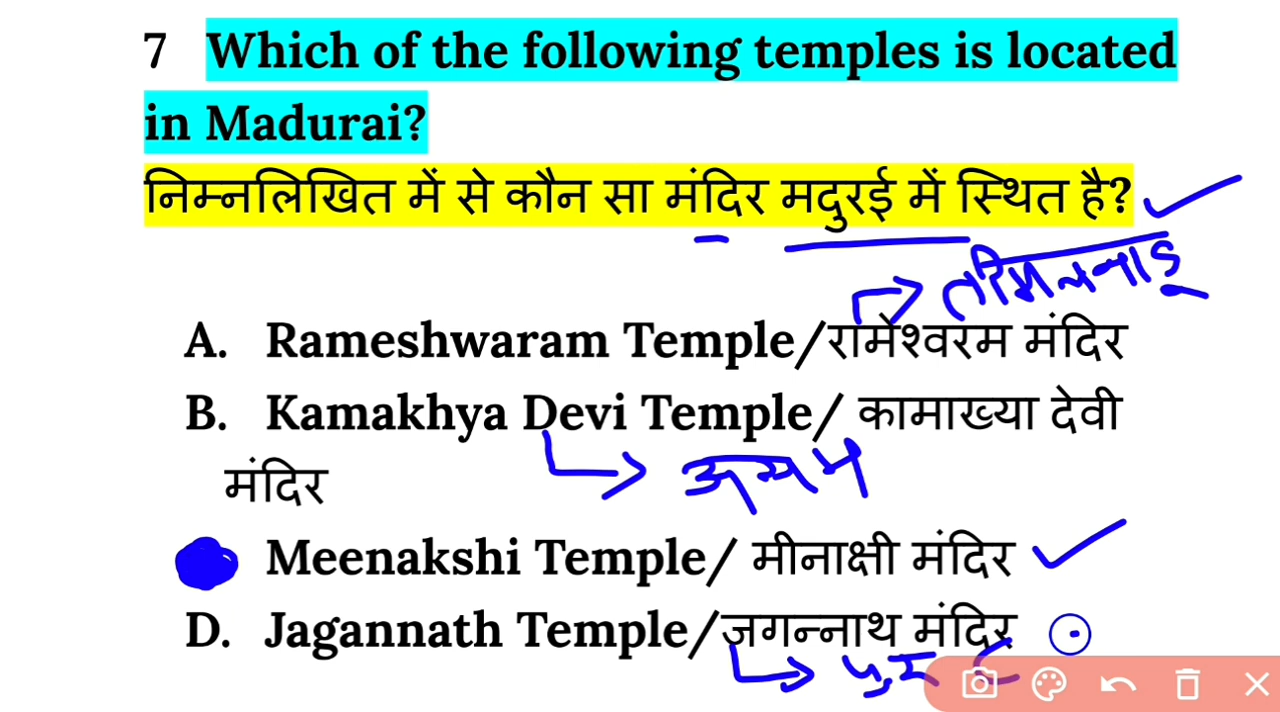 7 Which of the following temples is located
in Madurai?
निम्नलिखित में से कौन सा मंदिर मदुरई में स्थित है?
तमिलनाडु
A. Rameshwaram Temple/रामेश्वरम मंदिर
B. Kamakhya Devi Temple/ कामाख्या देवी
मंदिर
असम
Meenakshi Temple/ मीनाक्षी मंदिर
D. Jagannath Temple/जगन्नाथ मंदिर